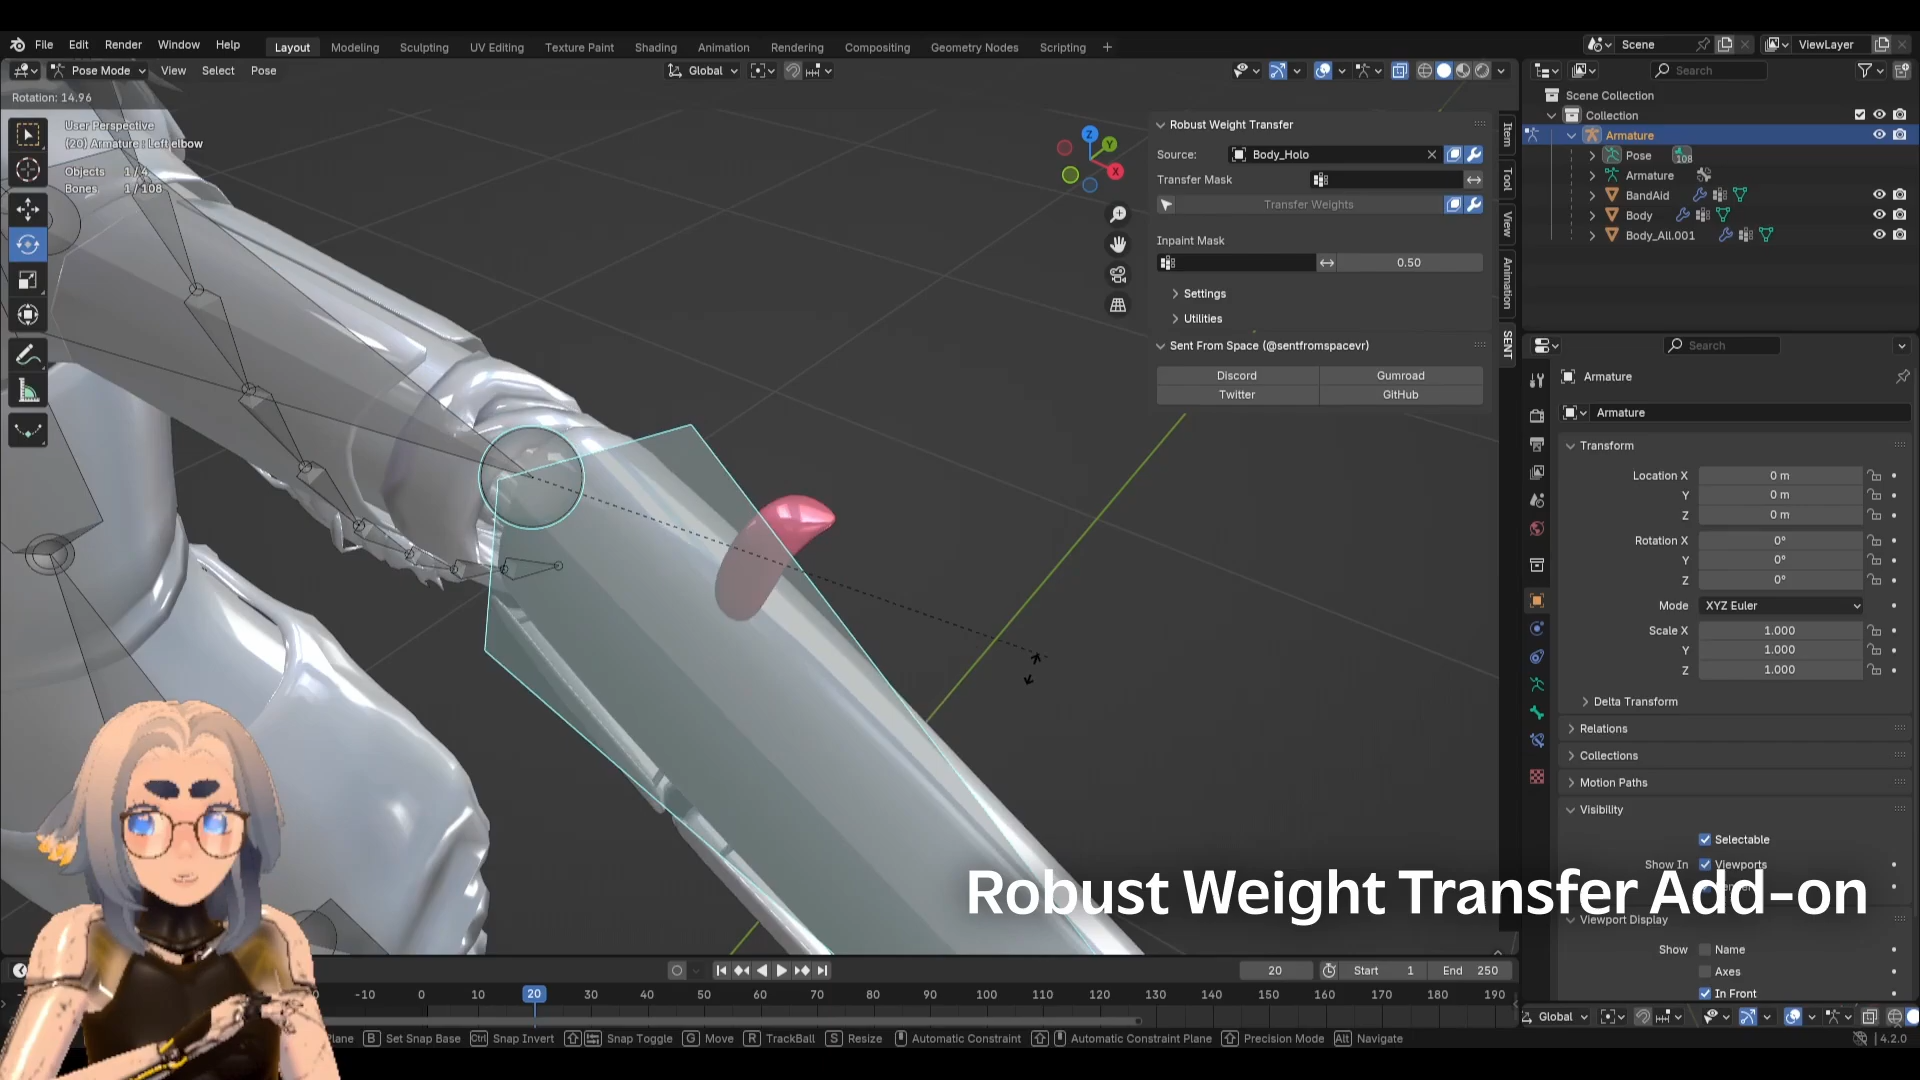 File Edit Render Window Help
Layout Modeling Sculpting UV Editing Texture Paint Shading Animation Rendering Compositing Geometry Nodes Scripting +
Scene
ViewLayer
Pose Mode View Select Pose
Global
Rotation: 14.96
User Perspective
(20) Armature : Left elbow
Objects 1/4
Bones 1/108
Z
Y
X
Robust Weight Transfer
Source: Body_Holo
Transfer Mask
Transfer Weights
Inpaint Mask
0.50
Settings
Utilities
Sent From Space (@sentfromspacevr)
Discord Gumroad
Twitter GitHub
Item
Tool
View
Animation
SENT
Search
Scene Collection
Collection
Armature
Pose 108
Armature
BandAid
Body
Body_All.001
Search
Armature
Armature
Transform
Location X 0 m
Y 0 m
Z 0 m
Rotation X 0°
Y 0°
Z 0°
Mode XYZ Euler
Scale X 1.000
Y 1.000
Z 1.000
Delta Transform
Relations
Collections
Motion Paths
Visibility
Selectable
Show In Viewports
Robust Weight Transfer Add-on
Viewport Display
Show Name
Axes
In Front
20 Start 1 End 250
-10 0 10 20 30 40 50 60 70 80 90 100 110 120 130 140 150 160 170 180 190
Global
B Set Snap Base Ctrl Snap Invert Snap Toggle G Move R TrackBall S Resize Automatic Constraint Automatic Constraint Plane Precision Mode Alt Navigate
4.2.0